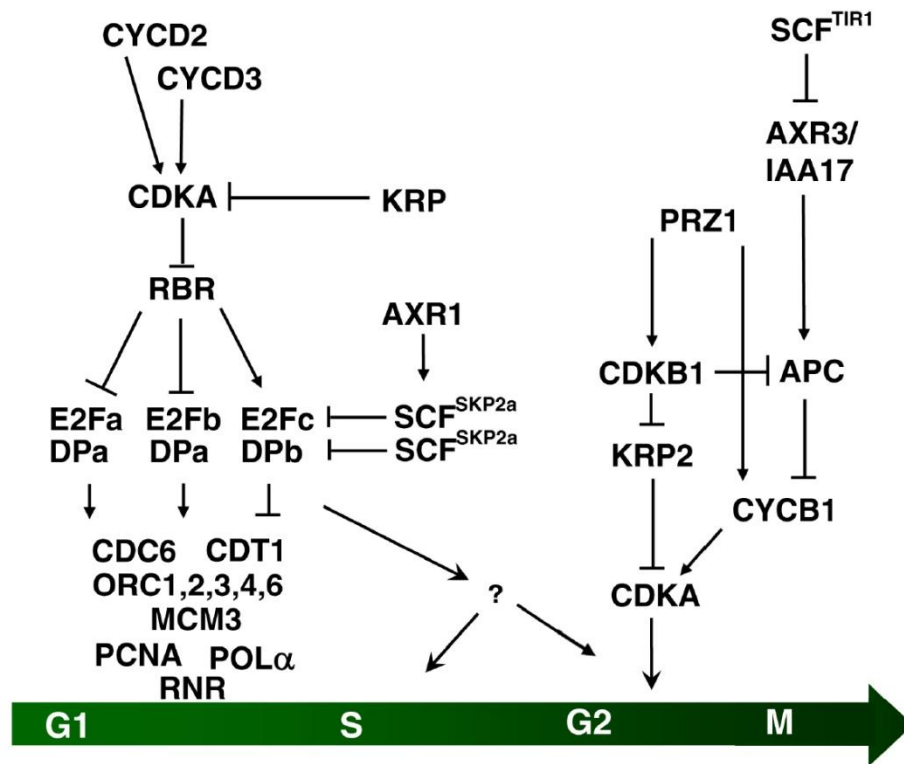 CYCD2
SCF^TIR1
CYCD3
AXR3/
IAA17
CDKA
KRP
PRZ1
RBR
AXR1
CDKB1 APC
E2Fa E2Fb E2Fc SCF^SKP2a
DPa DPa DPb SCF^SKP2a
KRP2
CYCB1
CDC6 CDT1
ORC1,2,3,4,6
?
CDKA
MCM3
PCNA POLα
RNR
G1 S G2 M